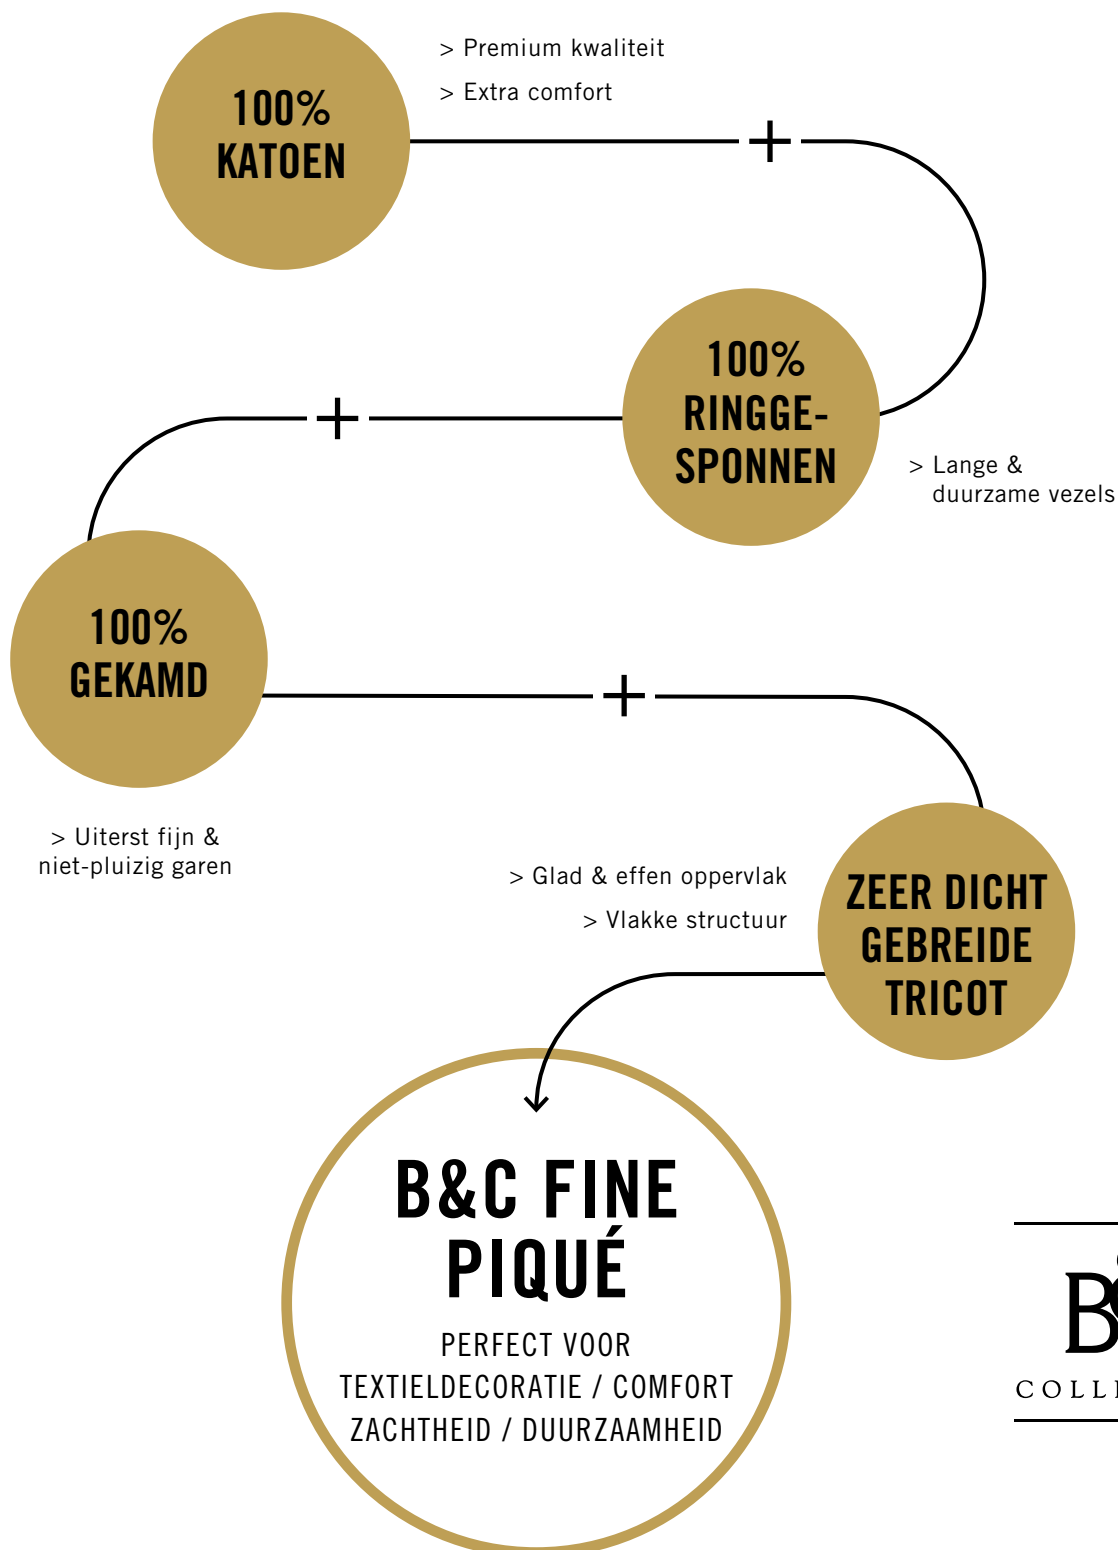 > Premium kwaliteit
> Extra comfort
100%
KATOEN
100%
RINGGE-
SPONNEN
> Lange &
duurzame vezels
100%
GEKAMD
> Uiterst fijn &
niet-pluizig garen
> Glad & effen oppervlak
> Vlakke structuur
ZEER DICHT
GEBREIDE
TRICOT
B&C FINE
PIQUÉ
PERFECT VOOR
TEXTIELDECORATIE / COMFORT
ZACHTHEID / DUURZAAMHEID